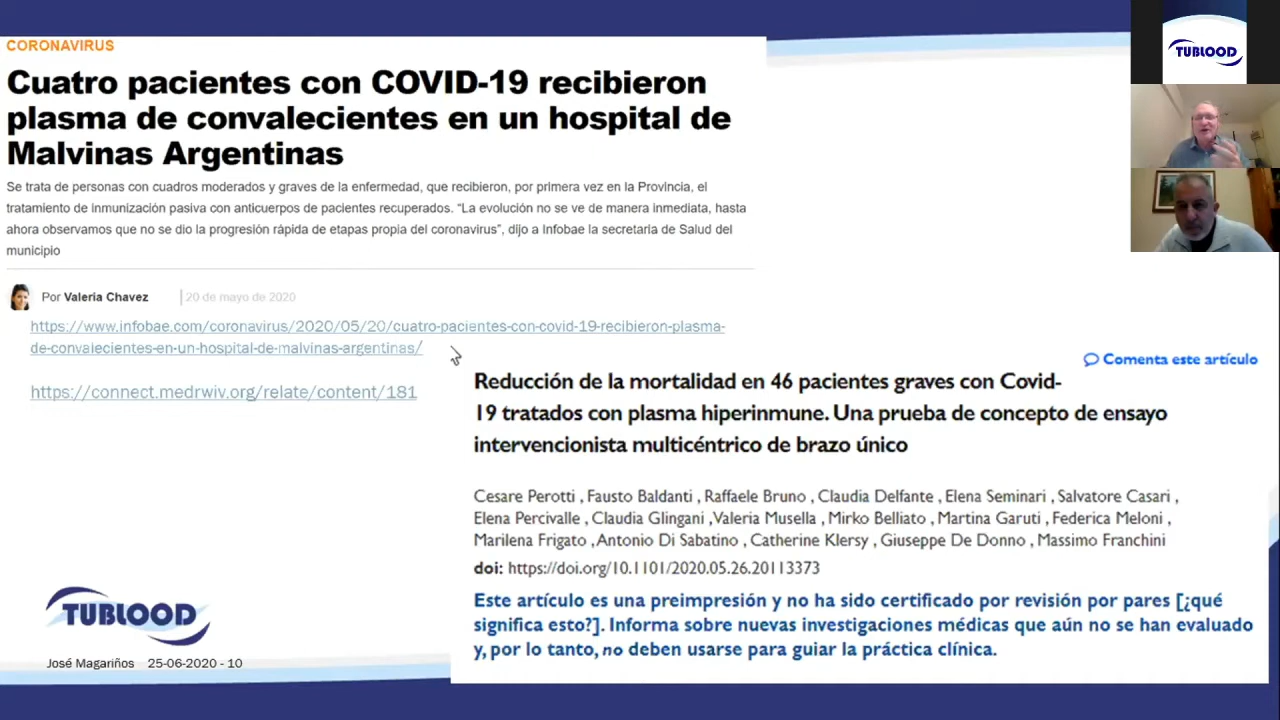 CORONAVIRUS
Cuatro pacientes con COVID-19 recibieron
plasma de convalecientes en un hospital de
Malvinas Argentinas
Se trata de personas con cuadros moderados y graves de la enfermedad, que recibieron, por primera vez en la Provincia, el
tratamiento de inmunización pasiva con anticuerpos de pacientes recuperados. “La evolución no se ve de manera inmediata, hasta
ahora observamos que no se dio la progresión rápida de etapas propia del coronavirus”, dijo a Infobae la secretaria de Salud del
municipio
Por Valeria Chavez
20 de mayo de 2020
https://www.infobae.com/coronavirus/2020/05/20/cuatro-pacientes-con-covid-19-recibieron-plasma-
de-convalecientes-en-un-hospital-de-malvinas-argentinas/
https://connect.medrwiv.org/relate/content/181
Comenta este artículo
Reducción de la mortalidad en 46 pacientes graves con Covid-
19 tratados con plasma hiperinmune. Una prueba de concepto de ensayo
intervencionista multicéntrico de brazo único
Cesare Perotti , Fausto Baldanti , Raffaele Bruno , Claudia Delfante , Elena Seminari , Salvatore Casari ,
Elena Percivalle , Claudia Glingani ,Valeria Musella , Mirko Belliato , Martina Garuti , Federica Meloni ,
Marilena Frigato , Antonio Di Sabatino , Catherine Klersy , Giuseppe De Donno , Massimo Franchini
doi: https://doi.org/10.1101/2020.05.26.20113373
Este artículo es una preimpresión y no ha sido certificado por revisión por pares [¿qué
significa esto?]. Informa sobre nuevas investigaciones médicas que aún no se han evaluado
y, por lo tanto, no deben usarse para guiar la práctica clínica.
TUBLOOD
José Magariños 25-06-2020 - 10
TUBLOOD